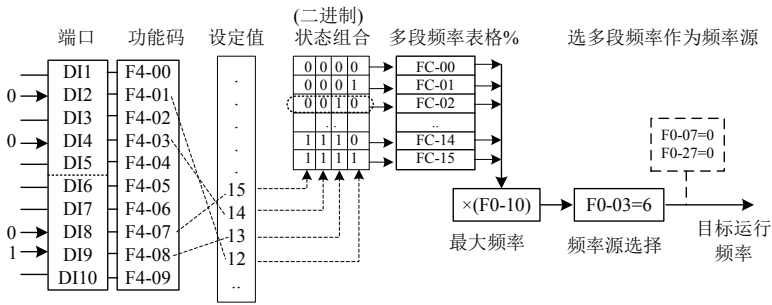 端口 功能码 设定值 (二进制) 状态组合 多段频率表格% 选多段频率作为频率源
DI1 F4-00 . 0 0 0 0 FC-00
0 DI2 F4-01 . 0 0 0 1 FC-01 F0-07=0
DI3 F4-02 . 0 0 1 0 FC-02 F0-27=0
0 DI4 F4-03 . .. ..
DI5 F4-04 . 1 1 1 0 FC-14
DI6 F4-05 15 1 1 1 1 FC-15
DI7 F4-06 14 ×(F0-10) F0-03=6
0 DI8 F4-07 13 最大频率 频率源选择 目标运行
1 DI9 F4-08 12 频率
DI10 F4-09 ..